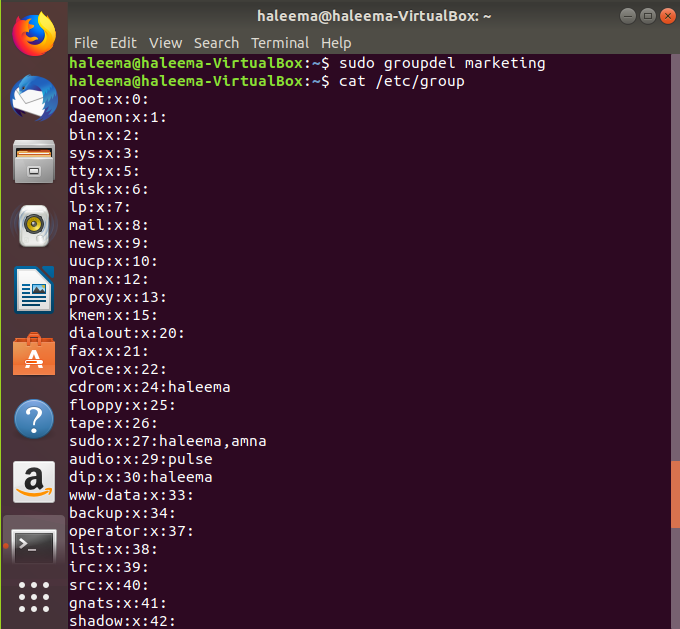 haleema@haleema-VirtualBox: ~
File Edit View Search Terminal Help
haleema@haleema-VirtualBox:~$ sudo groupdel marketing
haleema@haleema-VirtualBox:~$ cat /etc/group
root:x:0:
daemon:x:1:
bin:x:2:
sys:x:3:
tty:x:5:
disk:x:6:
lp:x:7:
mail:x:8:
news:x:9:
uucp:x:10:
man:x:12:
proxy:x:13:
kmem:x:15:
dialout:x:20:
fax:x:21:
voice:x:22:
cdrom:x:24:haleema
floppy:x:25:
tape:x:26:
sudo:x:27:haleema,amna
audio:x:29:pulse
dip:x:30:haleema
www-data:x:33:
backup:x:34:
operator:x:37:
list:x:38:
irc:x:39:
src:x:40:
gnats:x:41:
shadow:x:42: